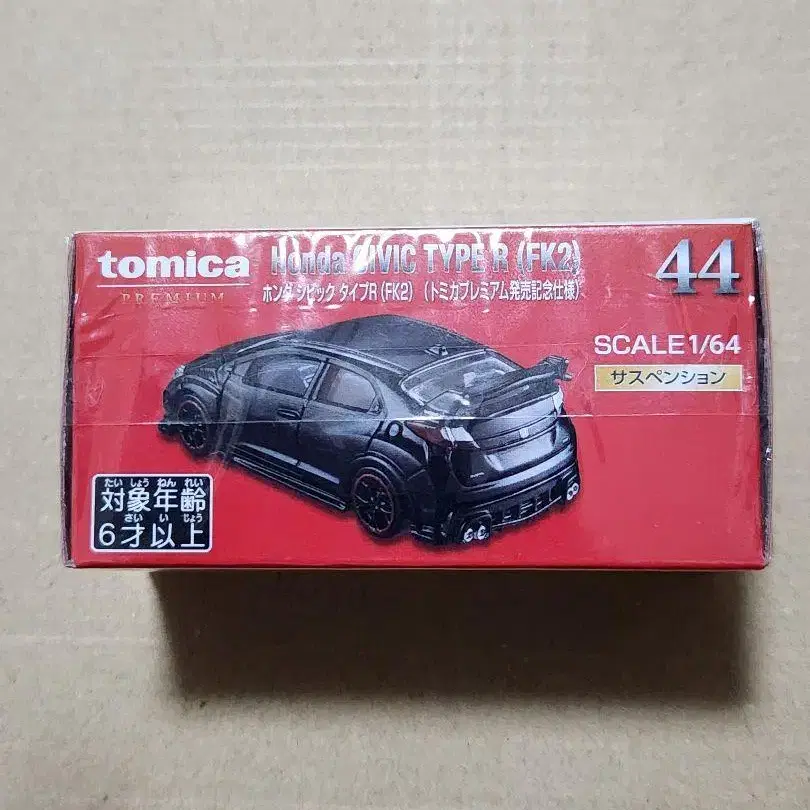 tomica
PREMIUM
Honda CIVIC TYPE R (FK2)
ホンダ シビック タイプR (FK2) (トミカプレミアム発売記念仕様)
44
SCALE 1/64
サスペンション
たい しょう ねん れい
対象年齢
さい い じょう
6才以上